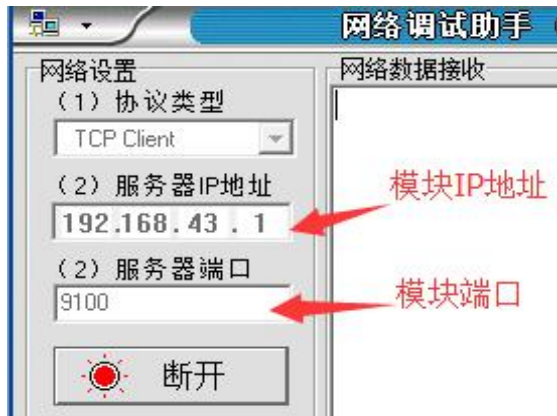 网络调试助手
网络设置
网络数据接收
（1）协议类型
TCP Client
（2）服务器IP地址
模块IP地址
192.168.43.1
（2）服务器端口
9100
模块端口
断开